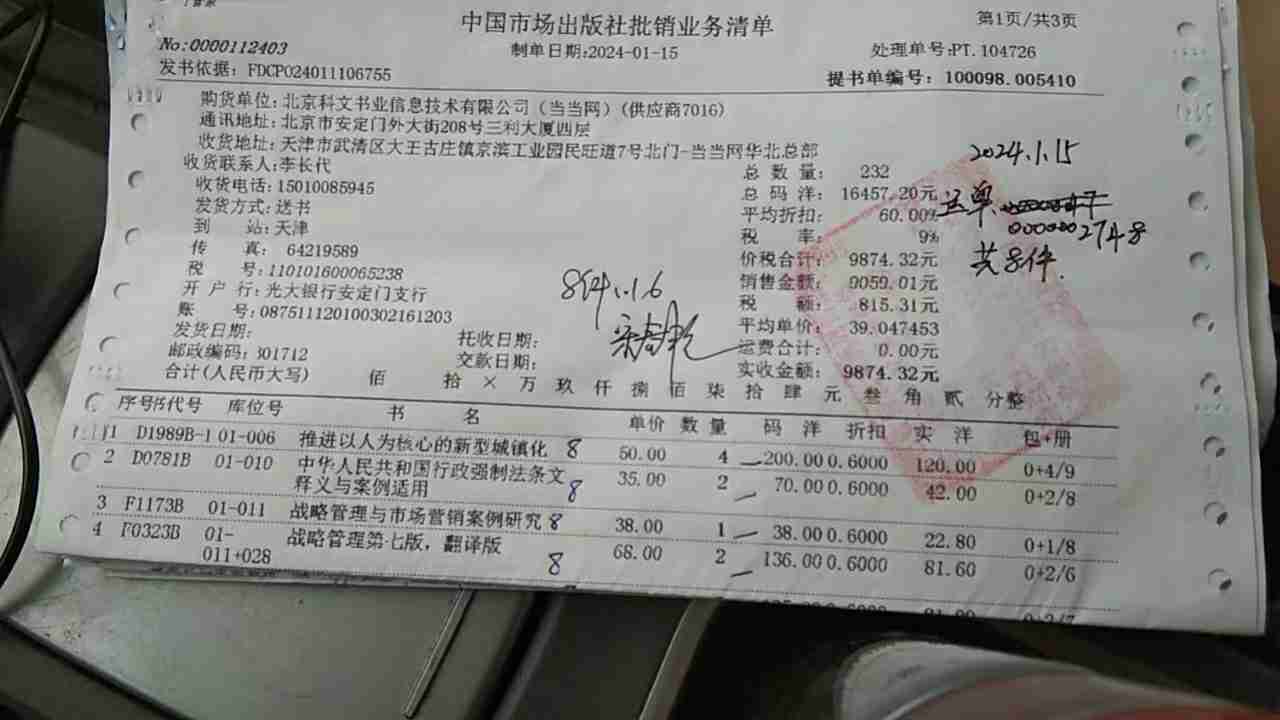 中国市场出版社批销业务清单
第1页/共3页
No:0000112403
制单日期:2024-01-15
处理单号:PT.104726
发书依据: FDCP024011106755
提书单编号: 100098.005410
购货单位:北京科文书业信息技术有限公司(当当网)(供应商7016)
通讯地址:北京市安定门外大街208号三利大厦四层
收货地址:天津市武清区大王古庄镇京滨工业园民旺道7号北门-当当网华北总部
2024.1.15
收货联系人:李长代
总 数 量: 232
收货电话:15010085945
总 码 洋: 16457.20元
运单
发货方式:送书
平均折扣: 60.00%
000000274号
到 站:天津
税 率: 9%
共8件.
传 真: 64219589
价税合计: 9874.32元
税 号:110101600065238
销售金额: 9059.01元
开 户 行:光大银行安定门支行
8件 1.16
税 额: 815.31元
账 号:087511120100302161203
平均单价: 39.047453
发货日期:
托收日期:
运费合计: 0.00元
邮政编码:301712
交款日期:
实收金额: 9874.32元
合计(人民币大写) 佰 拾 × 万 玖 仟 捌 佰 柒 拾 肆 元 叁 角 贰 分整
序号 书代号 库位号 书 名 单价 数 量 码 洋 折扣 实 洋 包+册
1 D1989B-1 01-006 推进以人为核心的新型城镇化 8 50.00 4 200.00 0.6000 120.00 0+4/9
2 D0781B 01-010 中华人民共和国行政强制法条文 35.00 2 70.00 0.6000 42.00 0+2/8
释义与案例适用 8
3 F1173B 01-011 战略管理与市场营销案例研究 8 38.00 1 38.00 0.6000 22.80 0+1/8
4 F0323B 01- 战略管理第七版,翻译版 68.00 2 136.00 0.6000 81.60 0+2/6
011+028 8